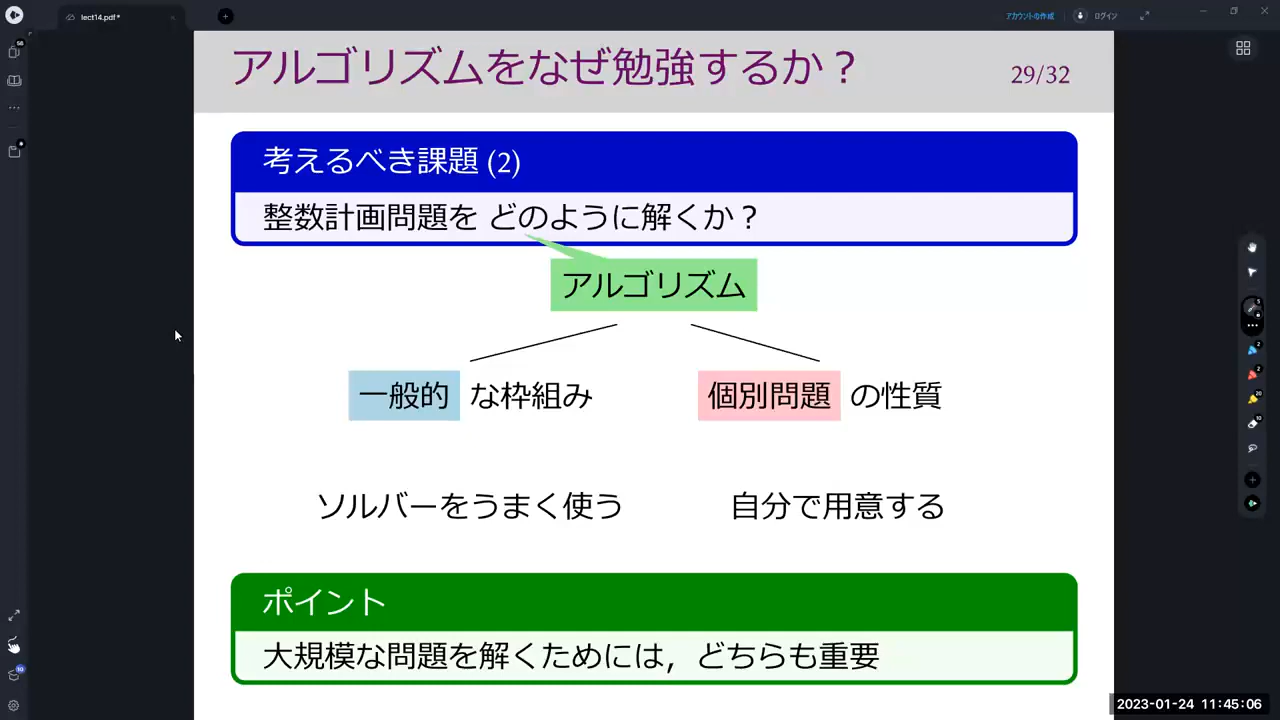 lect14.pdf*
アカウントの作成
ログイン
アルゴリズムをなぜ勉強するか？
29/32
考えるべき課題 (2)
整数計画問題を どのように解くか？
アルゴリズム
一般的 な枠組み
個別問題 の性質
ソルバーをうまく使う
自分で用意する
ポイント
大規模な問題を解くためには，どちらも重要
2023-01-24 11:45:06